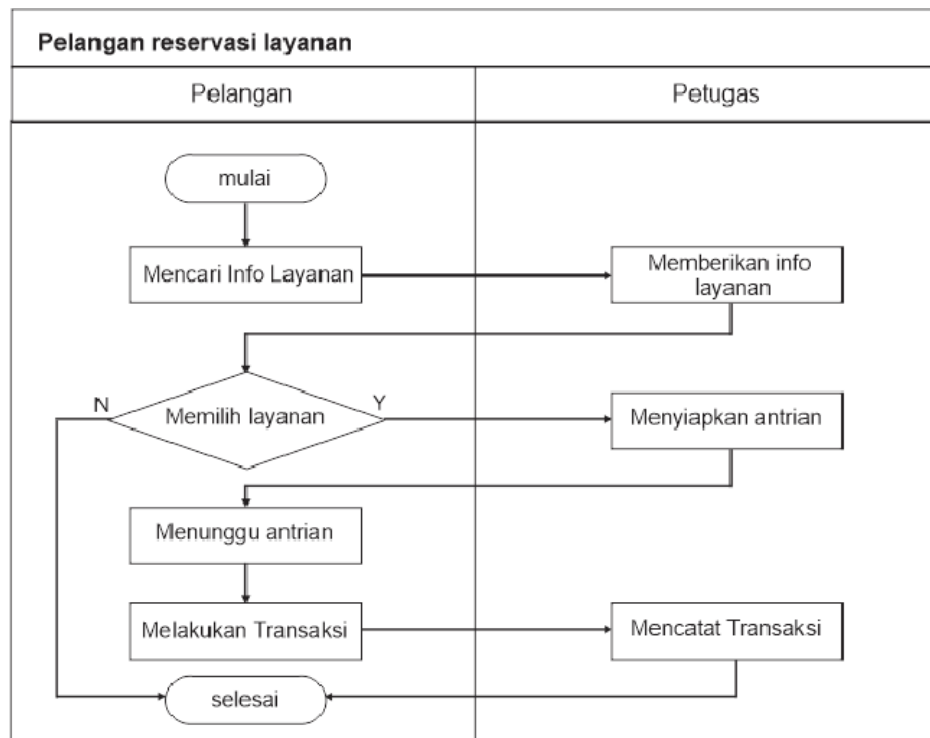 Pelangan reservasi layanan
Pelangan
Petugas
mulai
Mencari Info Layanan
Memberikan info
layanan
N
Memilih layanan
Y
Menyiapkan antrian
Menunggu antrian
Melakukan Transaksi
Mencatat Transaksi
selesai